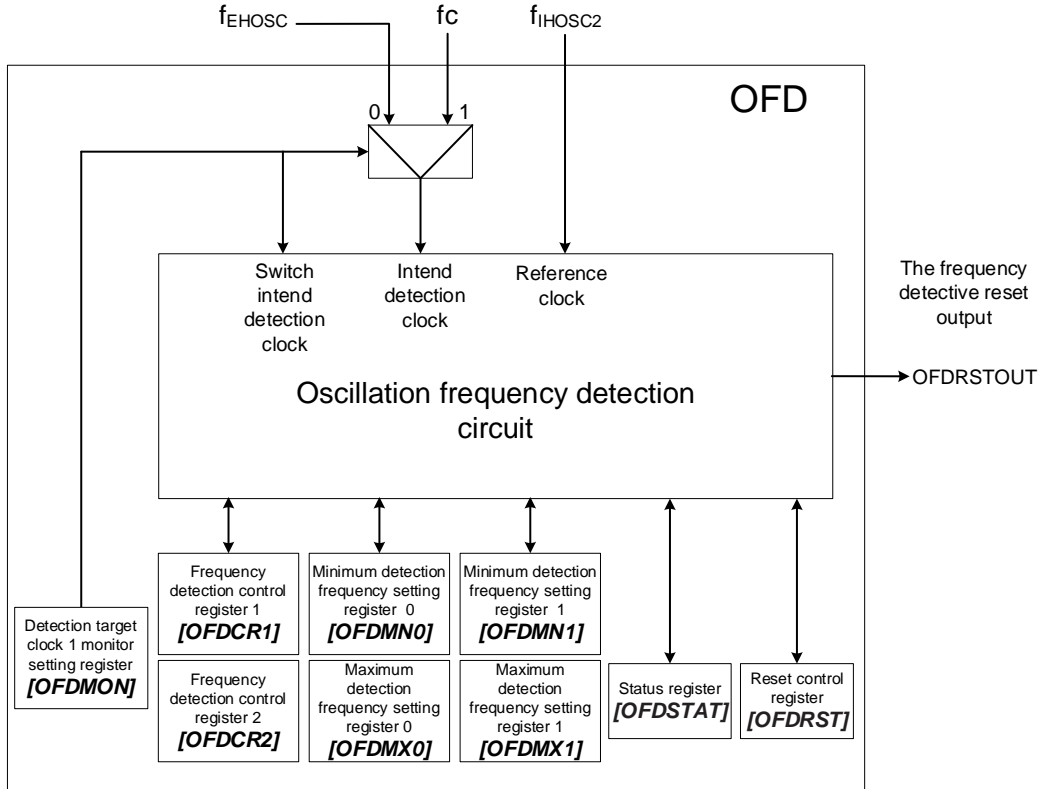 fEHOSC
fc
fIHOSC2
OFD
0
1
Switch
intend
detection
clock
Intend
detection
clock
Reference
clock
The frequency
detective reset
output
OFDRSTOUT
Oscillation frequency detection
circuit
Detection target
clock 1 monitor
setting register
[OFDMON]
Frequency
detection control
register 1
[OFDCR1]
Minimum detection
frequency setting
register 0
[OFDMN0]
Minimum detection
frequency setting
register 1
[OFDMN1]
Frequency
detection control
register 2
[OFDCR2]
Maximum
detection
frequency setting
register 0
[OFDMX0]
Maximum
detection
frequency setting
register 1
[OFDMX1]
Status register
[OFDSTAT]
Reset control
register
[OFDRST]